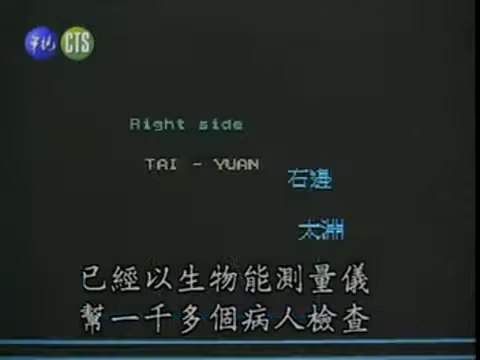 華視 CTS
Right side
TAI - YUAN
右邊
太淵
已經以生物能測量儀
幫一千多個病人檢查